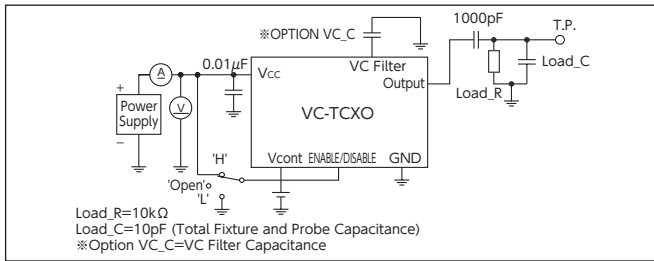 1000pF
T.P.
※OPTION VC_C
0.01μF
Vcc
VC Filter
Output
Load_C
Load_R
+
A
V
Power
Supply
−
VC-TCXO
'H'
Vcont
ENABLE/DISABLE
GND
'Open'
'L'
Load_R=10kΩ
Load_C=10pF (Total Fixture and Probe Capacitance)
※Option VC_C=VC Filter Capacitance